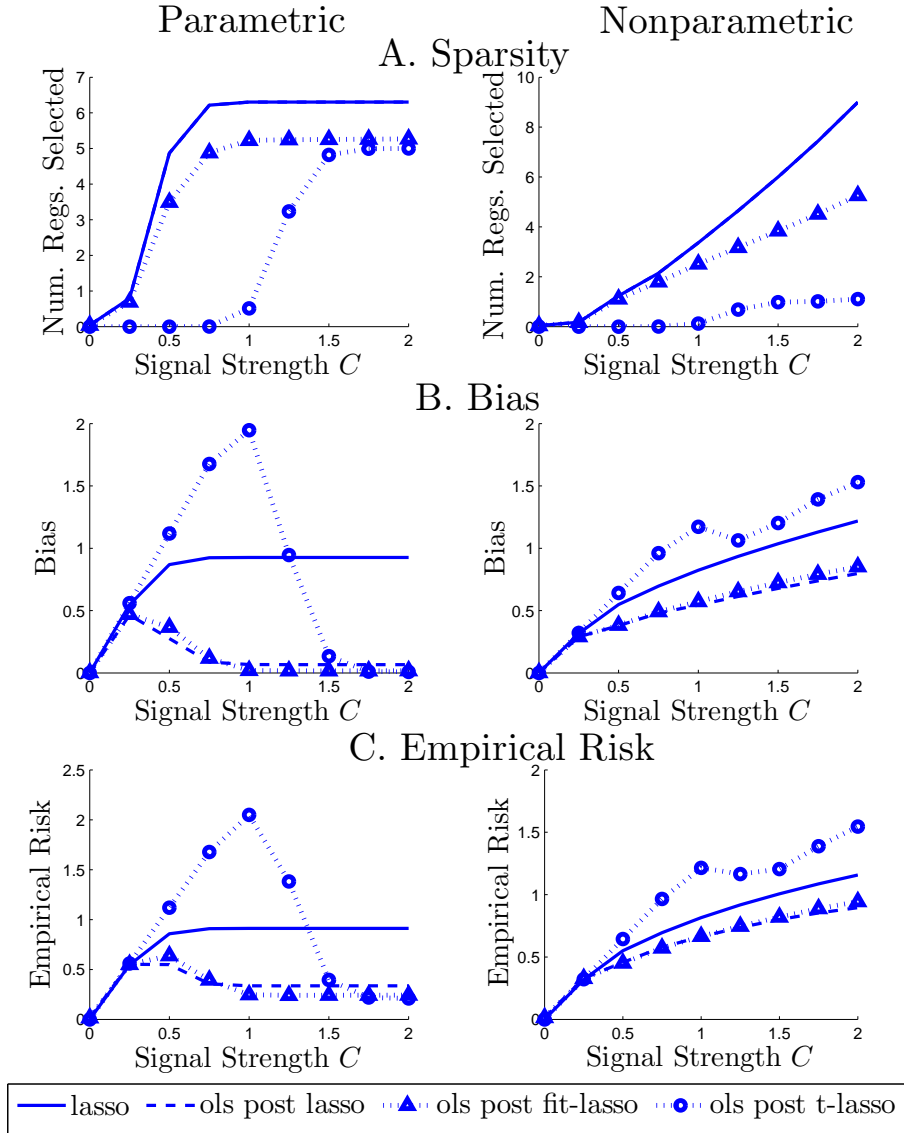 Parametric
Nonparametric
A. Sparsity
Num. Regs. Selected
7
6
5
4
3
2
1
0
0 0.5 1 1.5 2
Signal Strength C
Num. Regs. Selected
10
8
6
4
2
0
0 0.5 1 1.5 2
Signal Strength C
B. Bias
Bias
2
1.5
1
0.5
0
0 0.5 1 1.5 2
Signal Strength C
Bias
2
1.5
1
0.5
0
0 0.5 1 1.5 2
Signal Strength C
C. Empirical Risk
Empirical Risk
2.5
2
1.5
1
0.5
0
0 0.5 1 1.5 2
Signal Strength C
Empirical Risk
2
1.5
1
0.5
0
0 0.5 1 1.5 2
Signal Strength C
lasso ols post lasso ols post fit-lasso ols post t-lasso